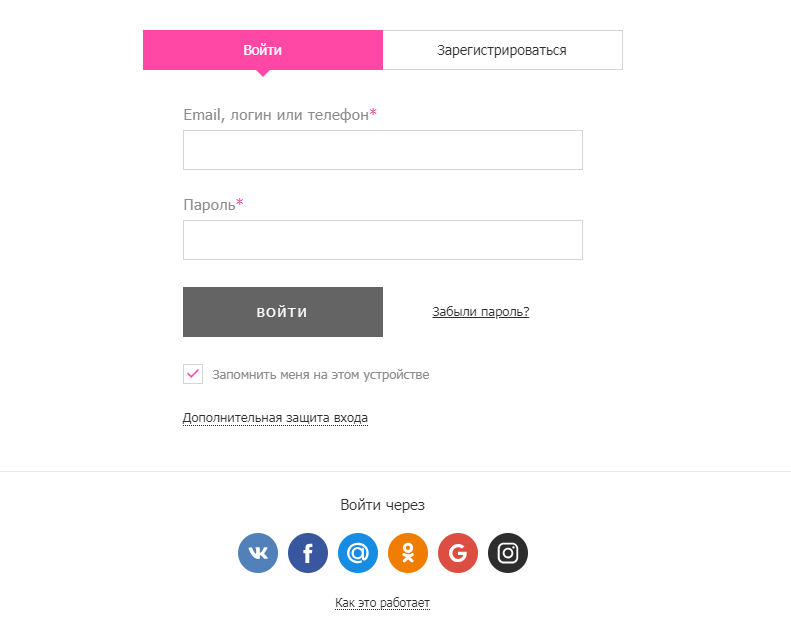 Войти
Зарегистрироваться
Email, логин или телефон*
Пароль*
ВОЙТИ
Забыли пароль?
Запомнить меня на этом устройстве
Дополнительная защита входа
Войти через
Как это работает